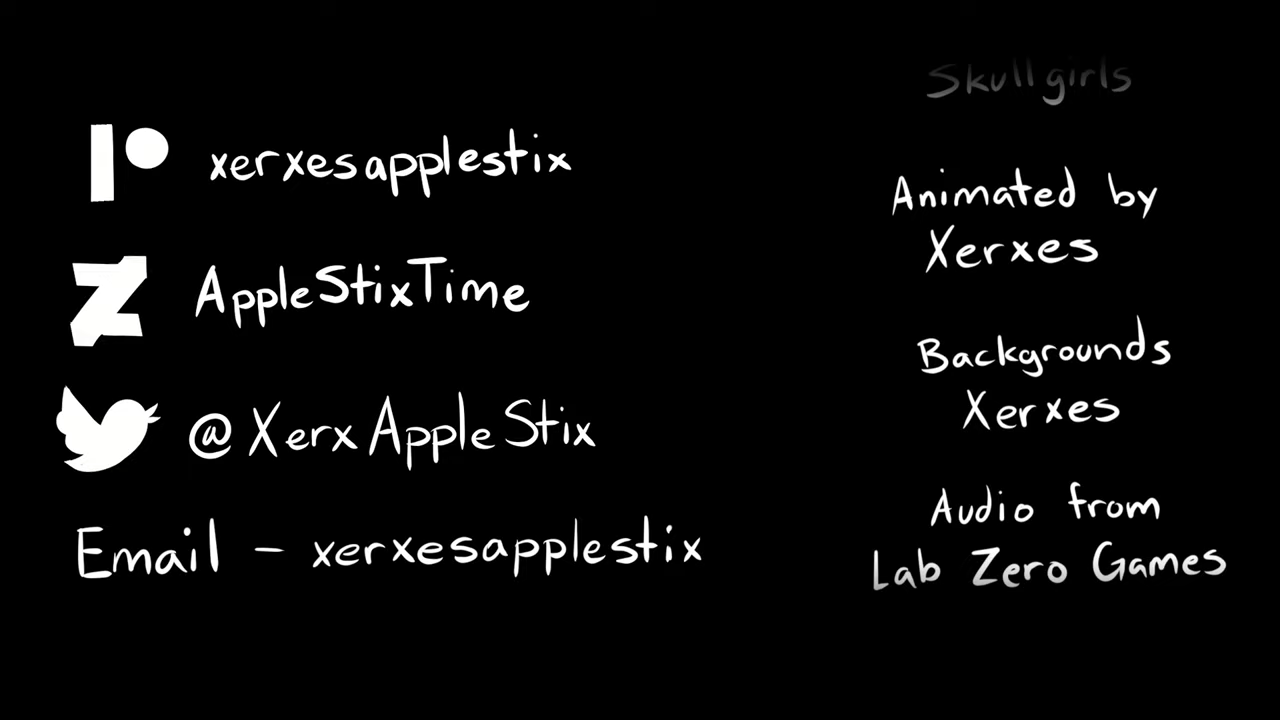 xerxesapplestix
AppleStixTime
@XerxAppleStix
Email - xerxesapplestix
Skullgirls
Animated by
Xerxes
Backgrounds
Xerxes
Audio from
Lab Zero Games